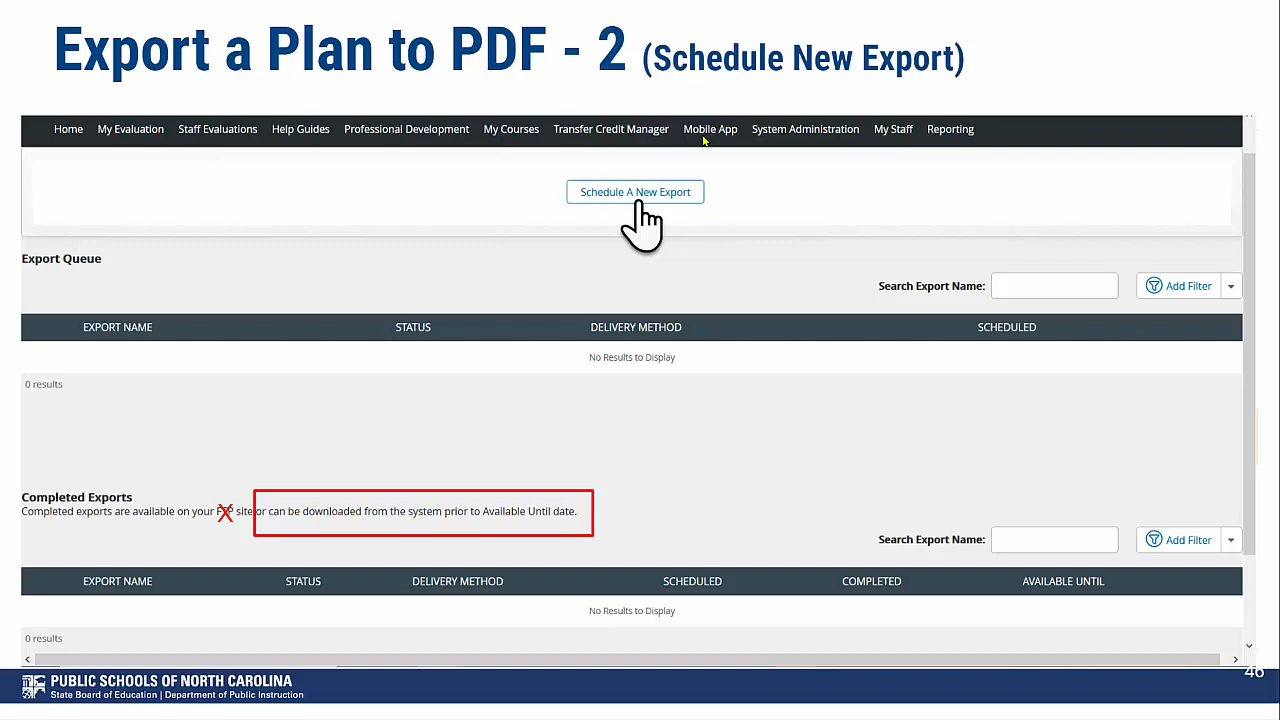 Export a Plan to PDF - 2 (Schedule New Export)
Home My Evaluation Staff Evaluations Help Guides Professional Development My Courses Transfer Credit Manager Mobile App System Administration My Staff Reporting
Schedule A New Export
Export Queue
Search Export Name: Add Filter
EXPORT NAME STATUS DELIVERY METHOD SCHEDULED
No Results to Display
0 results
Completed Exports
Completed exports are available on your FTP site or can be downloaded from the system prior to Available Until date.
X
Search Export Name: Add Filter
EXPORT NAME STATUS DELIVERY METHOD SCHEDULED COMPLETED AVAILABLE UNTIL
No Results to Display
0 results
46
PUBLIC SCHOOLS OF NORTH CAROLINA
State Board of Education | Department of Public Instruction